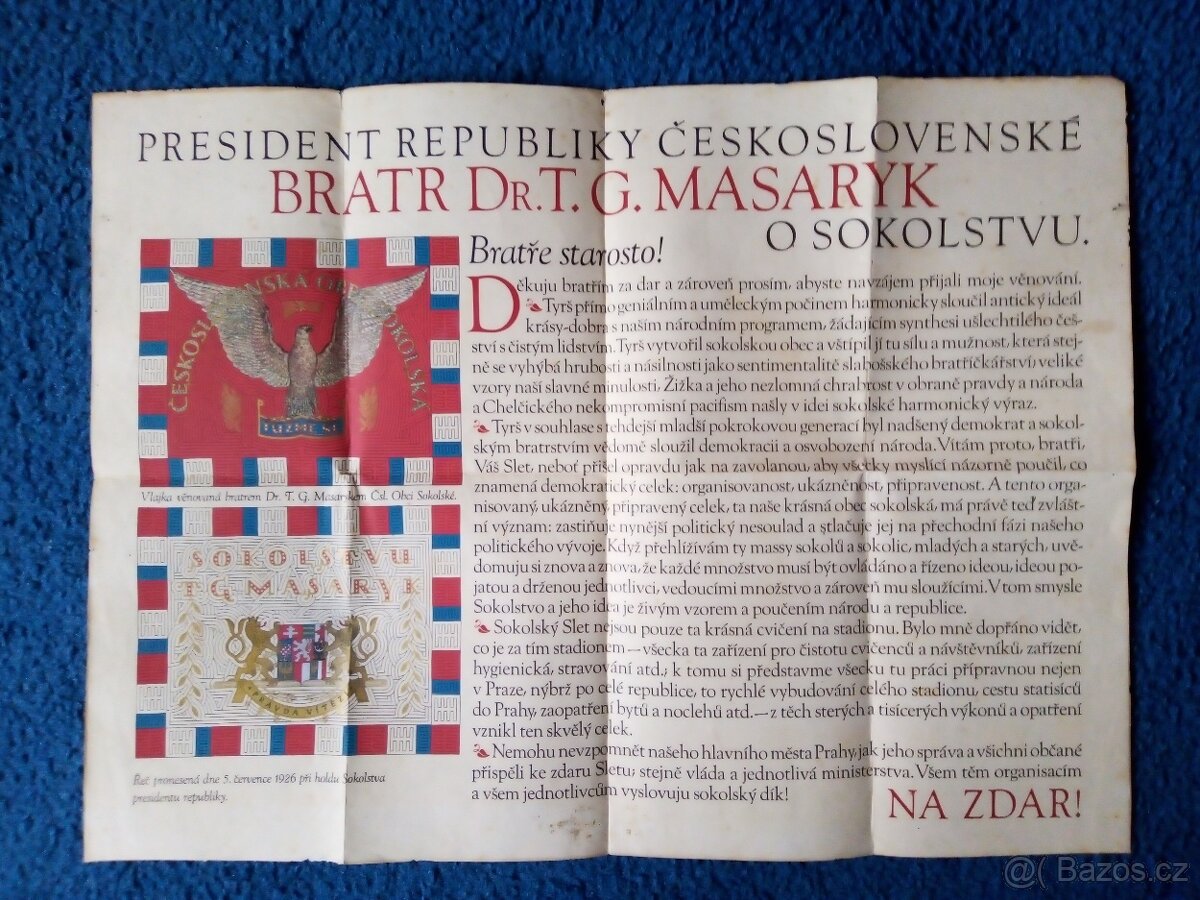 PRESIDENT REPUBLIKY ČESKOSLOVENSKÉ
BRATR DR. T. G. MASARYK
O SOKOLSTVU.
Bratře starosto!
Děkuju bratřím za dar a zároveň prosím, abyste navzájem přijali moje věnování.
Tyrš přímo geniálním a uměleckým počinem harmonicky sloučil antický ideál
krásy-dobra s naším národním programem, žádajícím synthesi ušlechtilého češ-
ství s čistým lidstvím. Tyrš vytvořil sokolskou obec a vštípil jí tu sílu a mužnost, která stej-
ně se vyhýbá hrubosti a násilnosti jako sentimentalitě slabošského bratříčkářství; veliké
vzory naší slavné minulosti, Žižka a jeho nezlomná chrabrost v obraně pravdy a národa
a Chelčického nekompromisní pacifism našly v idei sokolské harmonický výraz.
Tyrš v souhlase s tehdejší mladší pokrokovou generací byl nadšený demokrat a sokol-
ským bratrstvím vědomě sloužil demokracii a osvobození národa. Vítám proto, bratři,
Váš Slet, neboť přišel opravdu jak na zavolanou, aby všecky myslící názorně poučil, co
znamená demokratický celek: organisovanost, ukázněnost, připravenost. A tento orga-
nisovaný, ukázněný, připravený celek, ta naše krásná obec sokolská, má právě teď zvlášt-
ní význam: zastiňuje nynější politický nesoulad a stlačuje jej na přechodní fázi našeho
politického vývoje. Když přehlížívám ty massy sokolů a sokolic, mladých a starých, uvě-
domuju si znova a znova, že každé množství musí být ovládáno a řízeno ideou, ideou po-
jatou a drženou jednotlivci, vedoucími množství a zároveň mu sloužícími. V tom smysle
Sokolstvo a jeho idea je živým vzorem a poučením národu a republice.
Sokolský Slet nejsou pouze ta krásná cvičení na stadionu. Bylo mně dopřáno vidět,
co je za tím stadionem — všecka ta zařízení pro čistotu cvičenců a návštěvníků, zařízení
hygienická, stravování atd.; k tomu si představme všecku tu práci přípravnou nejen
v Praze, nýbrž po celé republice, to rychlé vybudování celého stadionu, cestu statisíců
do Prahy, zaopatření bytů a noclehů atd. — z těch sterých a tisícerých výkonů a opatření
vznikl ten skvělý celek.
Nemohu nevzpomnět našeho hlavního města Prahy, jak jeho správa a všichni občané
přispěli ke zdaru Sletu; stejně vláda a jednotlivá ministerstva. Všem těm organisacím
a všem jednotlivcům vyslovuju sokolský dík!
NA ZDAR!
ČESKOSL NSKÁ OBE SOKOLSKÁ
TUŽME SE
Vlajka věnovaná bratrem Dr. T. G. Masarykem Čsl. Obci Sokolské.
SOKOLSTVU
T.G.MASARYK
PRAVDA VÍTĚZÍ
Řeč pronesená dne 5. července 1926 při holdu Sokolstva
presidentu republiky.
@( Bazos.cz